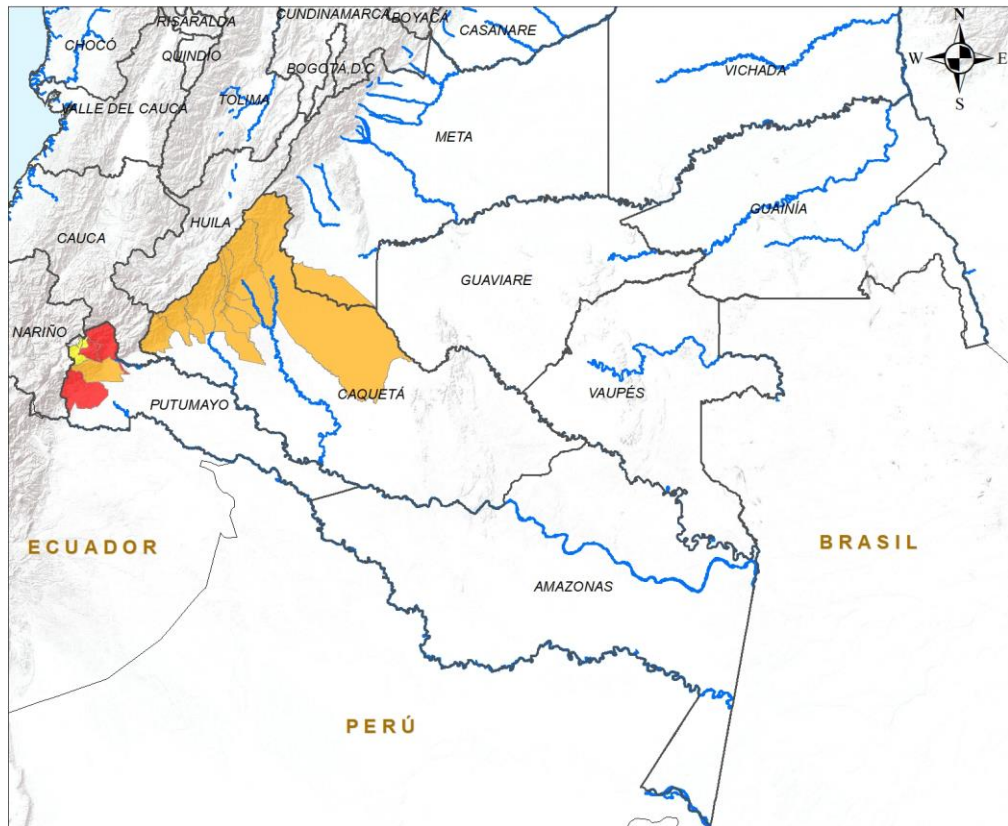 CUNDINAMARCA
BOYACÁ
RISARALDA
CASANARE
N
CHOCÓ
QUINDÍO
BOGOTÁ D.C
W
E
VICHADA
TOLIMA
VALLE DEL CAUCA
S
META
GUAINÍA
HUILA
CAUCA
GUAVIARE
NARIÑO
CAQUETÁ
VAUPÉS
PUTUMAYO
ECUADOR
BRASIL
AMAZONAS
PERÚ